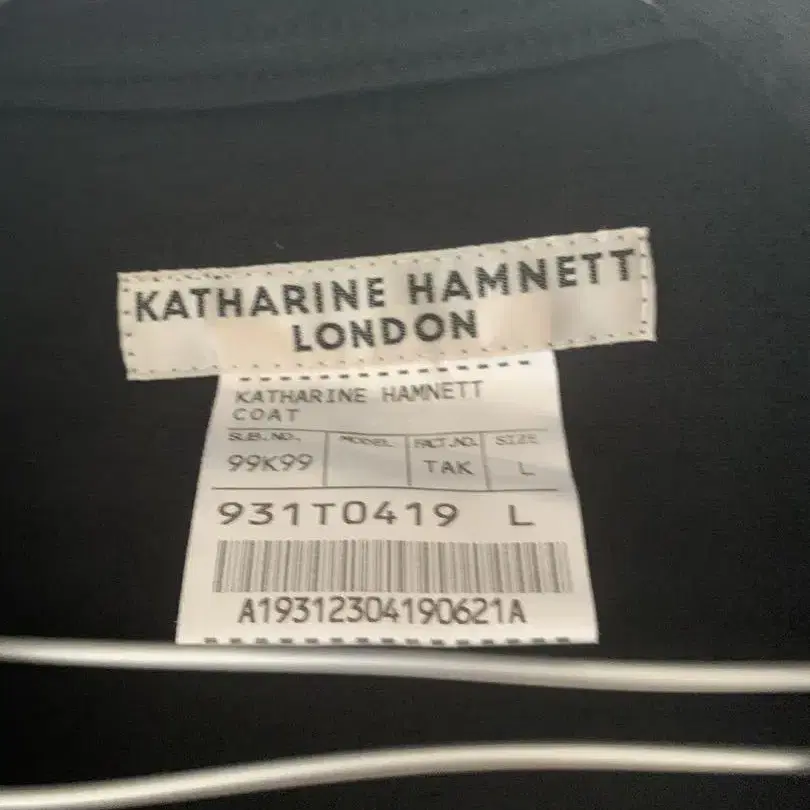 KATHARINE HAMNETT
LONDON
KATHARINE HAMNETT
COAT
SUB.NO. MODEL FACT.NO. SIZE
99K99 TAK L
931T0419 L
A19312304190621A